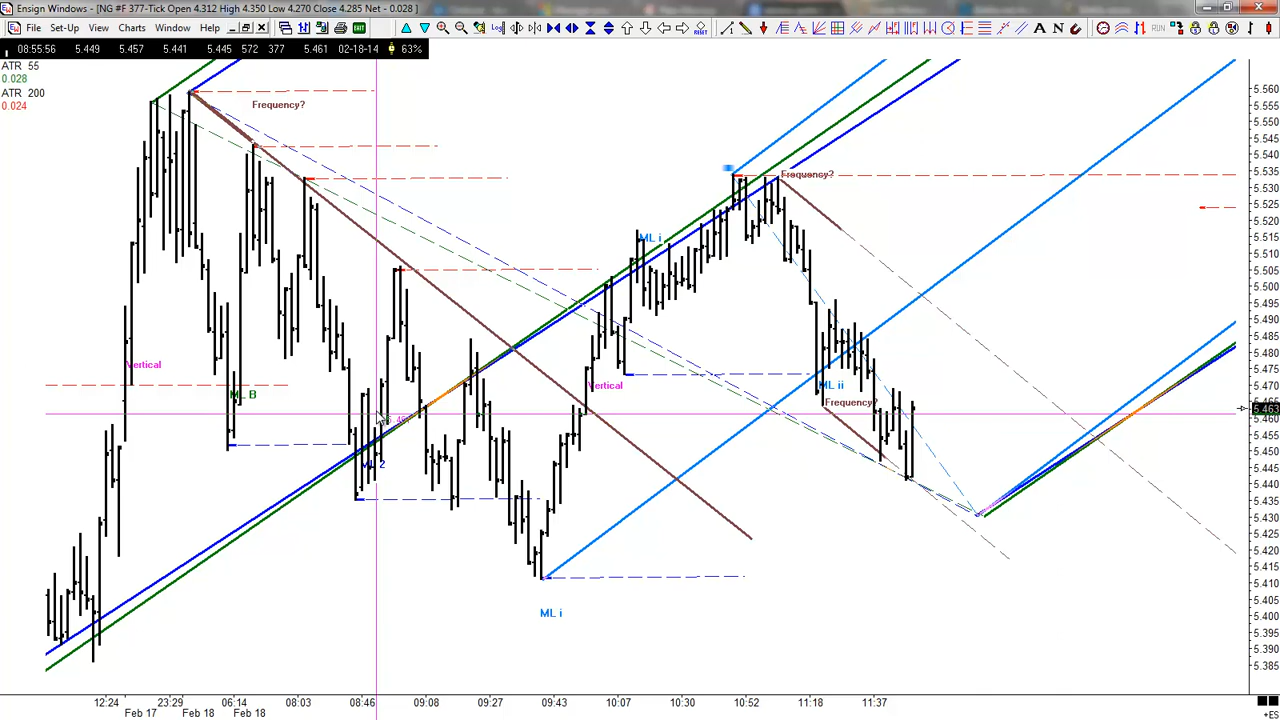 Ensign Windows - [NG #F 377-Tick Open 4.312 High 4.350 Low 4.270 Close 4.285 Net - 0.028 ]
File Set-Up View Charts Window Help
Log RESET A N RUN
08:55:56 5.449 5.457 5.441 5.445 572 377 5.461 02-18-14 63%
ATR 55
0.028
ATR 200
0.024
Frequency?
Frequency?
ML i
Vertical
Vertical
ML B
ML ii
Frequency?
ML 2
ML i
5.560
5.555
5.550
5.545
5.540
5.535
5.530
5.525
5.520
5.515
5.510
5.505
5.500
5.495
5.490
5.485
5.480
5.475
5.470
5.465
5.463
5.455
5.450
5.445
5.440
5.435
5.430
5.425
5.420
5.415
5.410
5.405
5.400
5.395
5.390
5.385
12:24 23:29 06:14 08:03 08:46 09:08 09:27 09:43 10:07 10:30 10:52 11:18 11:37
Feb 17 Feb 18 Feb 18
+ES